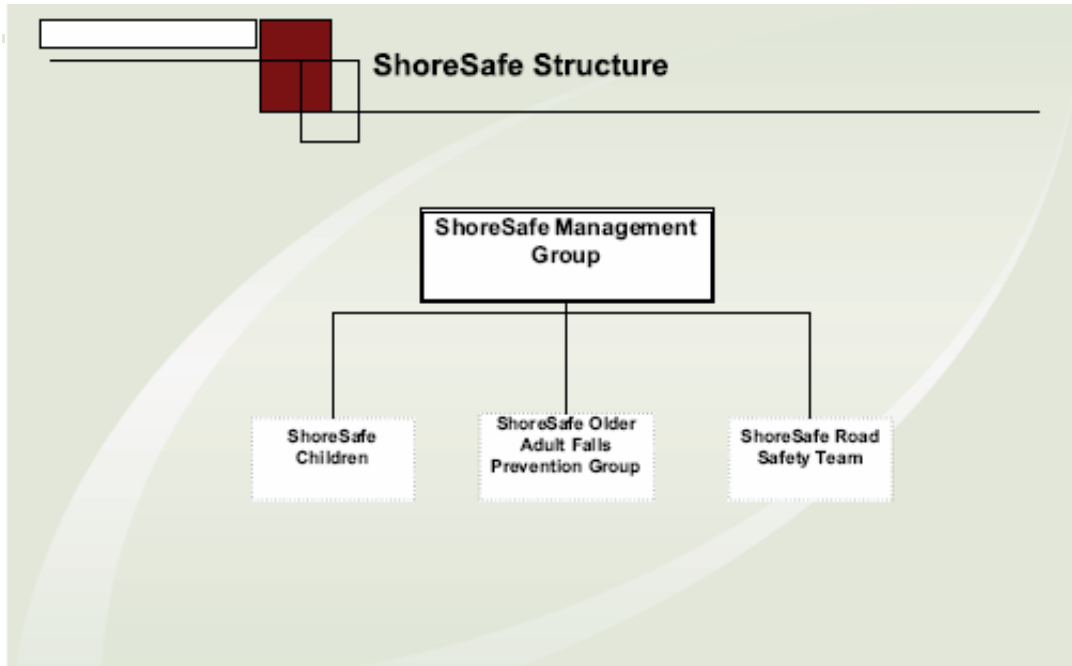 ShoreSafe Structure
ShoreSafe Management
Group
ShoreSafe
Children
ShoreSafe Older
Adult Falls
Prevention Group
ShoreSafe Road
Safety Team